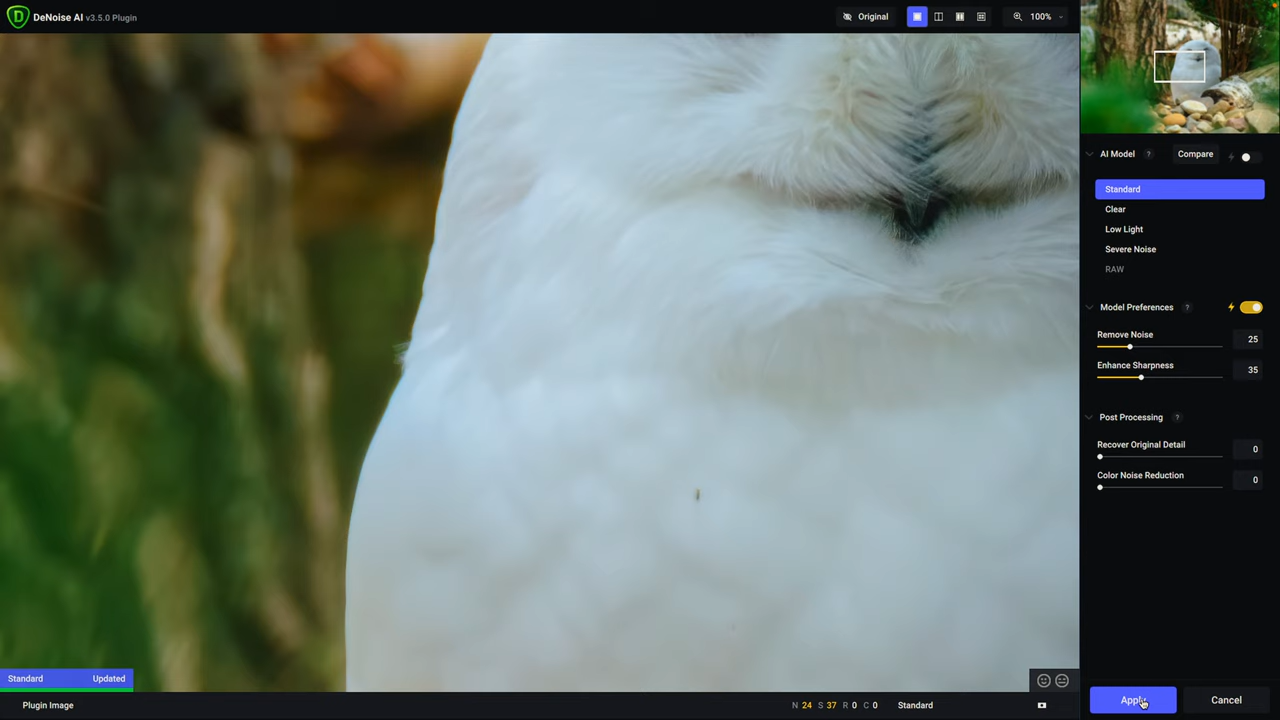 DeNoise AI v3.5.0 Plugin
Original
100%
AI Model ? Compare
Standard
Clear
Low Light
Severe Noise
RAW
Model Preferences ?
Remove Noise 25
Enhance Sharpness 35
Post Processing ?
Recover Original Detail 0
Color Noise Reduction 0
Standard Updated
Plugin Image
N 24 S 37 R 0 C 0 Standard
Apply
Cancel